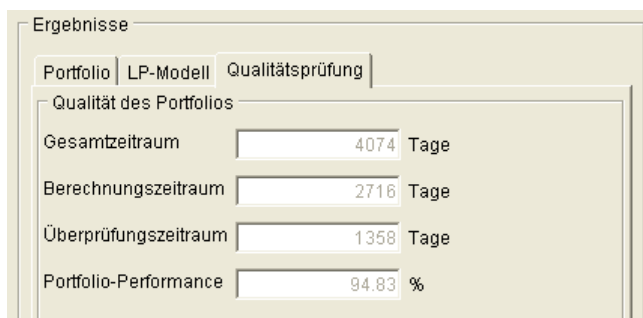 Ergebnisse
Portfolio LP-Modell Qualitätsprüfung
Qualität des Portfolios
Gesamtzeitraum 4074 Tage
Berechnungszeitraum 2716 Tage
Überprüfungszeitraum 1358 Tage
Portfolio-Performance 94.83 %